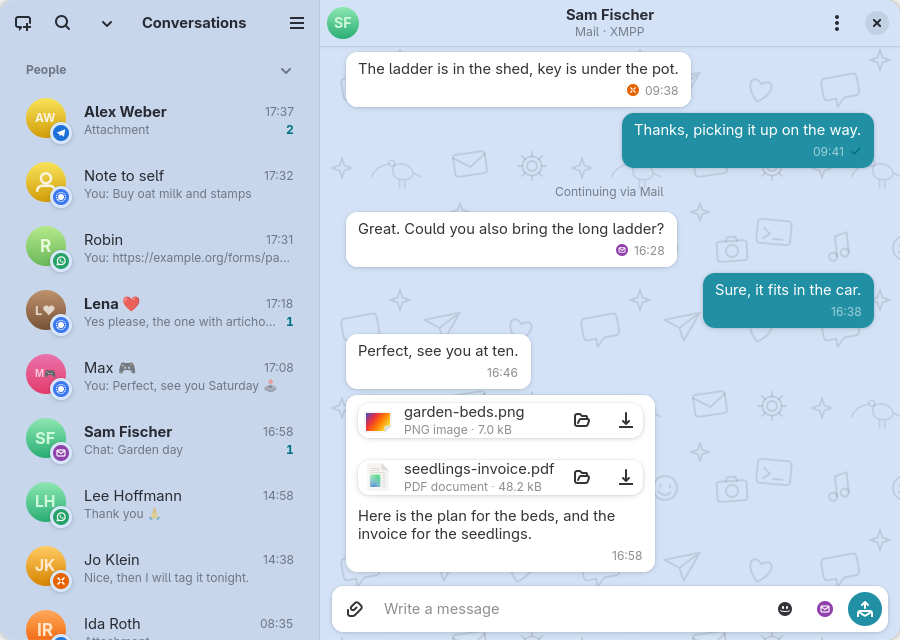 Conversations
People
AW
Alex Weber
17:37
Attachment
2
Note to self
17:32
You: Buy oat milk and stamps
R
Robin
17:31
You: https://example.org/forms/pa…
L❤
Lena ❤️
17:18
Yes please, the one with articho…
1
M🎮
Max 🎮
17:08
You: Perfect, see you Saturday 🕹️
SF
Sam Fischer
16:58
Chat: Garden day
1
LH
Lee Hoffmann
14:58
Thank you 🙏
JK
Jo Klein
14:38
Nice, then I will tag it tonight.
IR
Ida Roth
08:35
Attachment
SF
Sam Fischer
Mail · XMPP
The ladder is in the shed, key is under the pot.
09:38
Thanks, picking it up on the way.
09:41 ✓
Continuing via Mail
Great. Could you also bring the long ladder?
16:28
Sure, it fits in the car.
16:38
Perfect, see you at ten.
16:46
garden-beds.png
PNG image · 7.0 kB
seedlings-invoice.pdf
PDF document · 48.2 kB
Here is the plan for the beds, and the
invoice for the seedlings.
16:58
Write a message